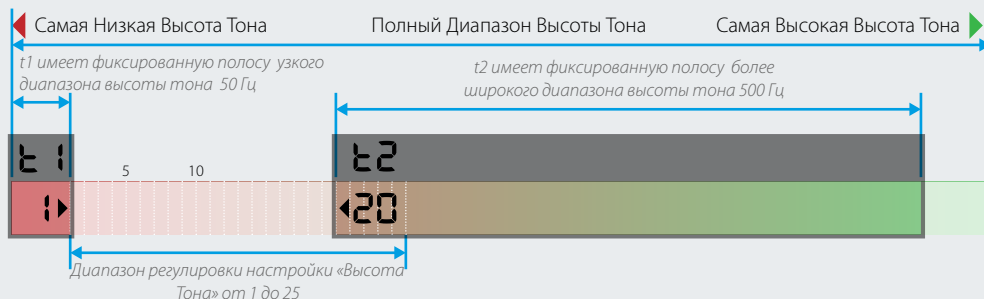 Самая Низкая Высота Тона
Полный Диапазон Высоты Тона
Самая Высокая Высота Тона
t1 имеет фиксированную полосу узкого
диапазона высоты тона 50 Гц
t2 имеет фиксированную полосу более
широкого диапазона высоты тона 500 Гц
t1
5
10
t2
1
20
Диапазон регулировки настройки «Высота
Тона» от 1 до 25